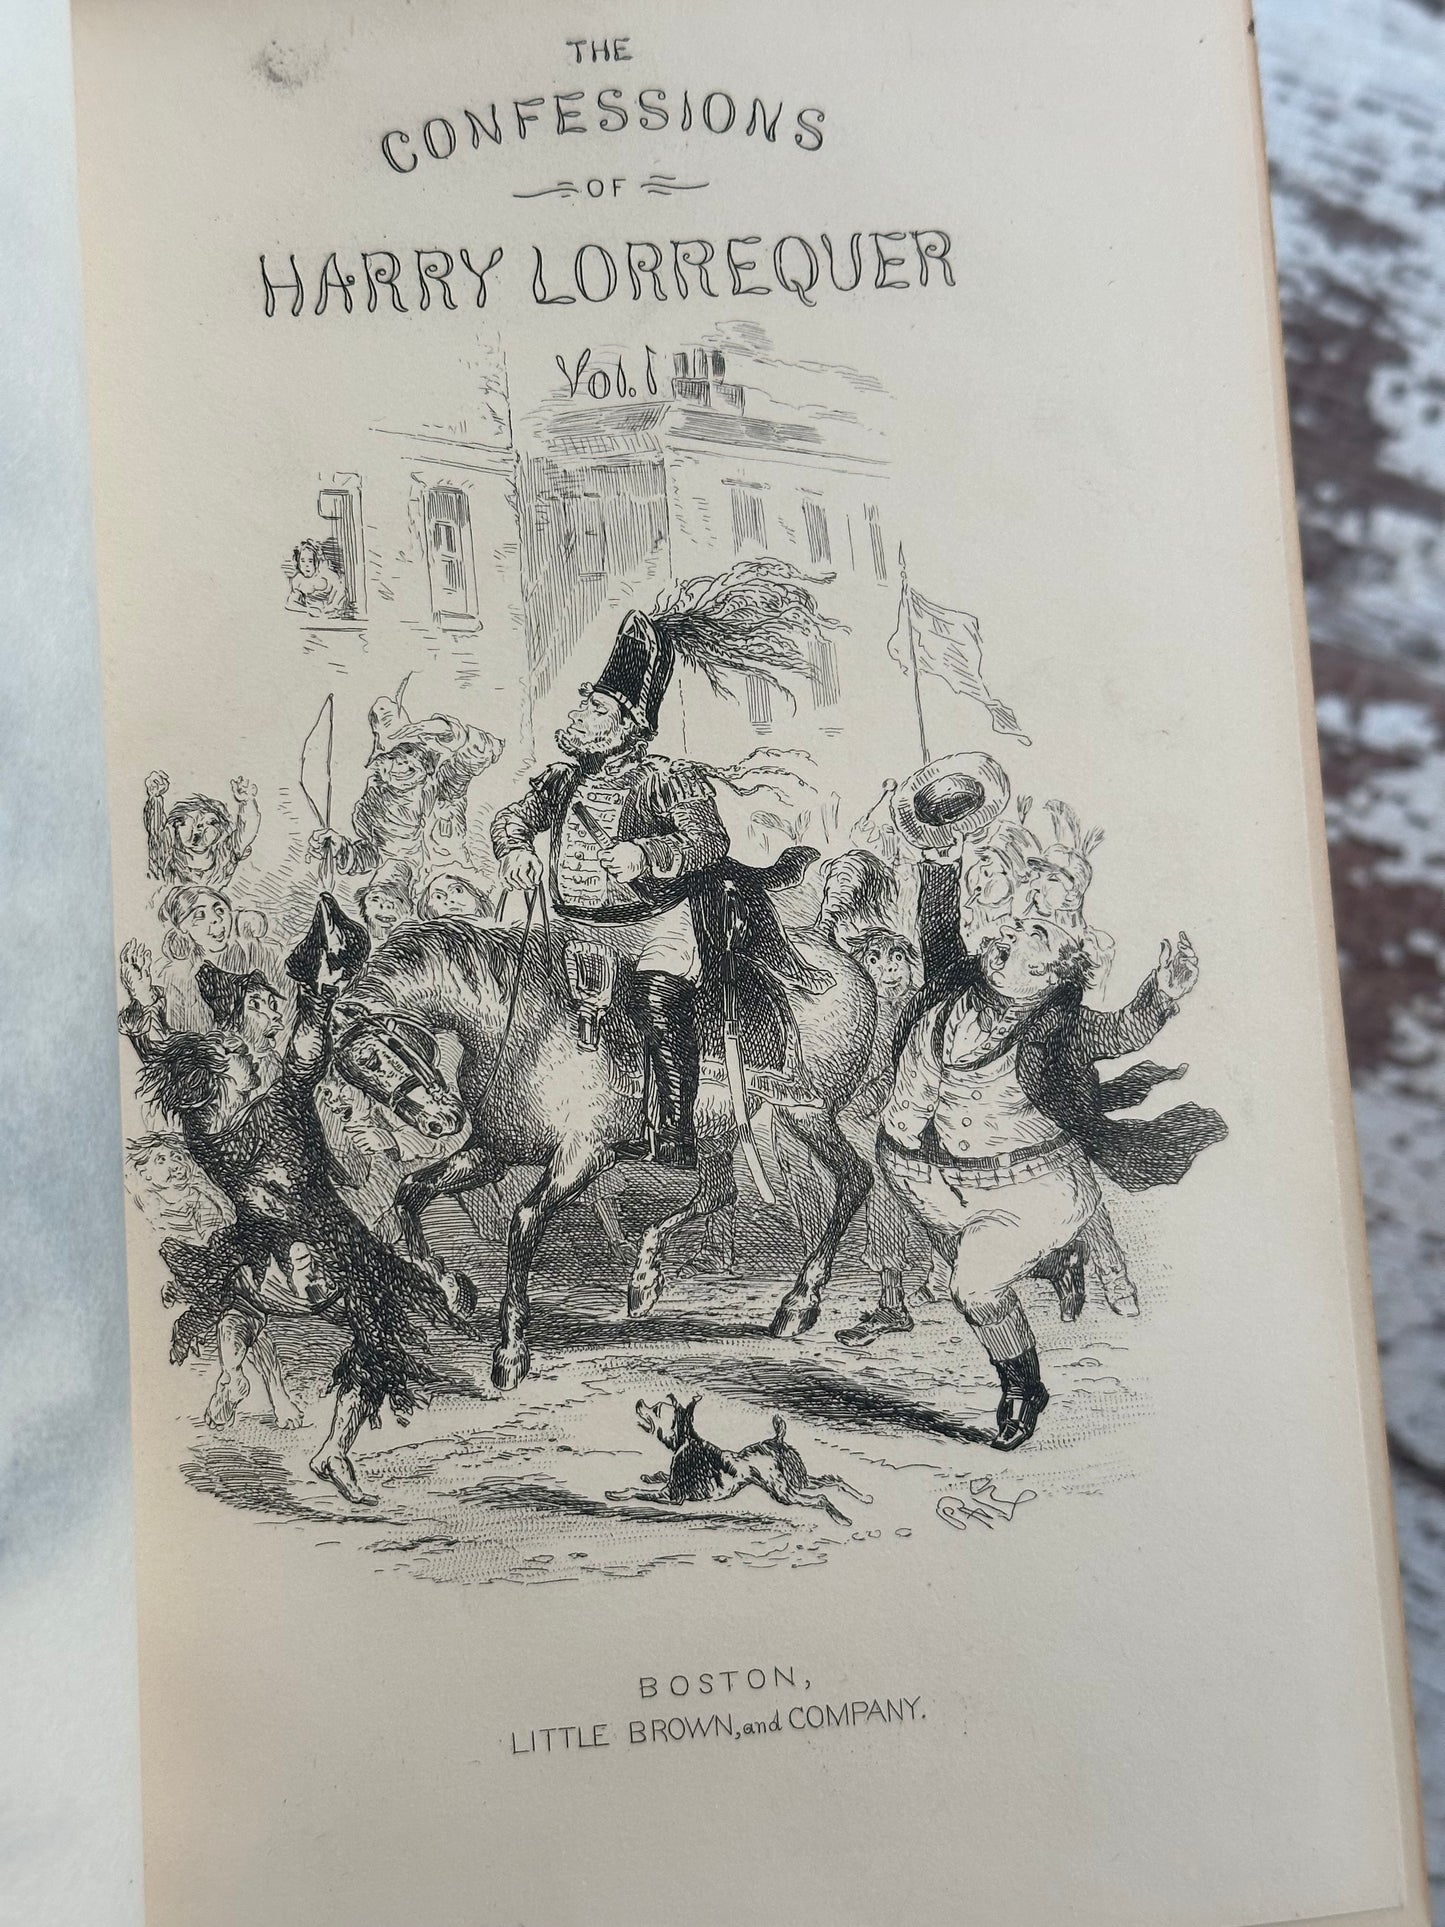 THE
CONFESSIONS
OF
HARRY LORREQUER
Vol. I
BOSTON,
LITTLE BROWN, and COMPANY.